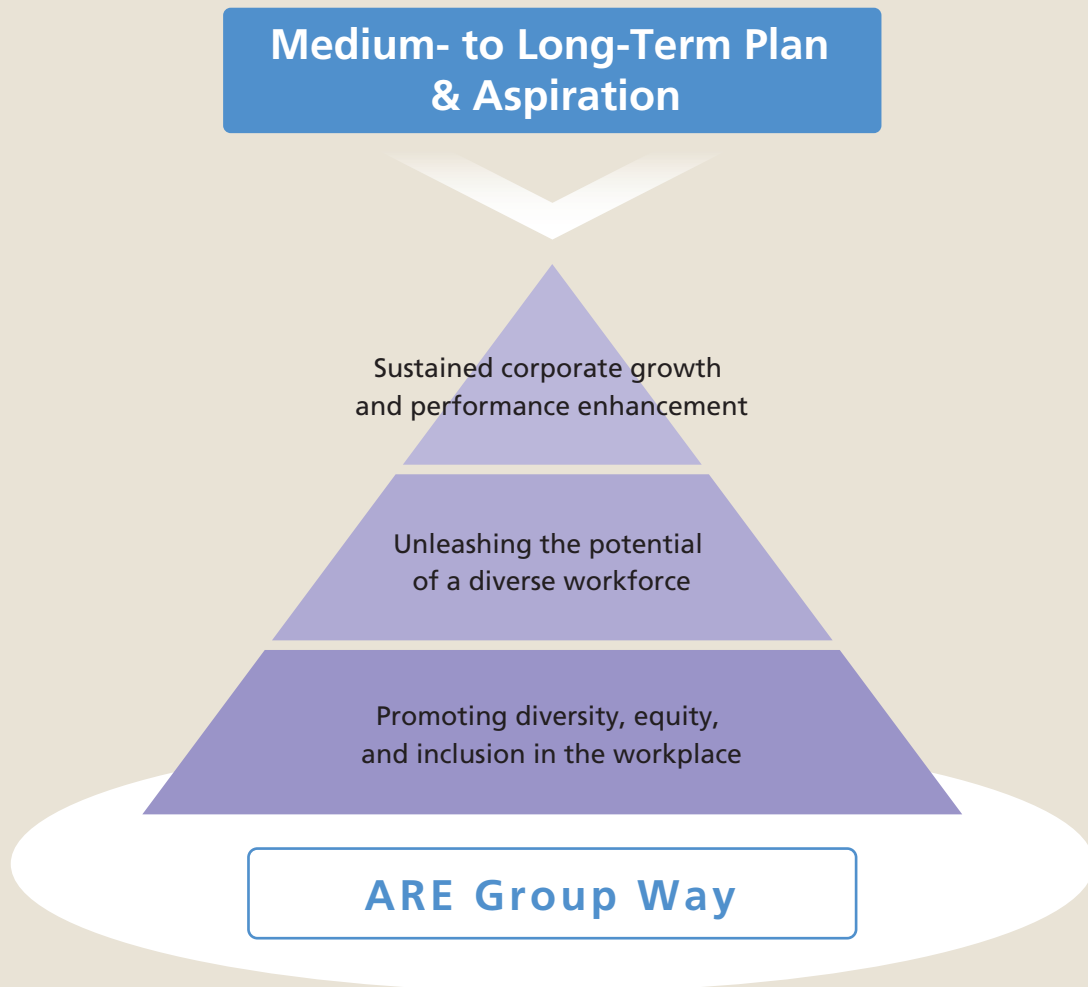 Medium- to Long-Term Plan
& Aspiration
Sustained corporate growth
and performance enhancement
Unleashing the potential
of a diverse workforce
Promoting diversity, equity,
and inclusion in the workplace
ARE Group Way